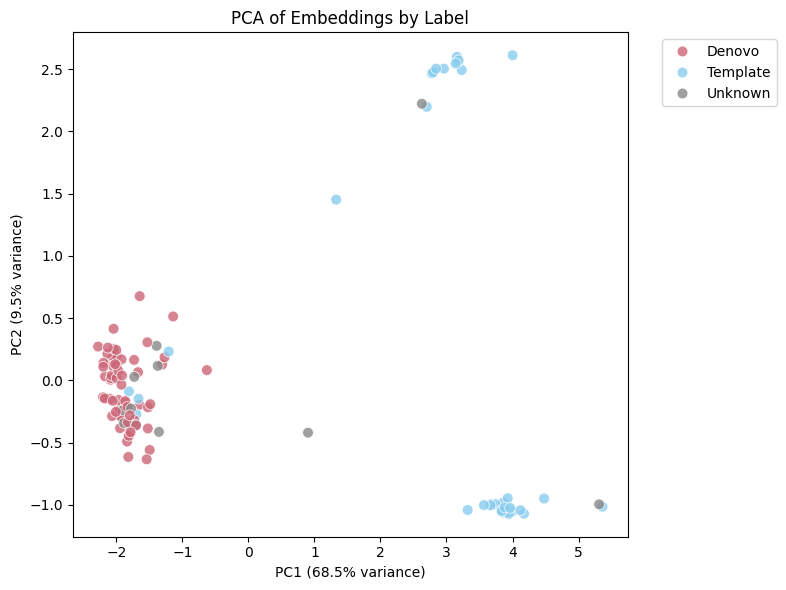 PCA of Embeddings by Label
Denovo
Template
Unknown
PC2 (9.5% variance)
2.5
2.0
1.5
1.0
0.5
0.0
−0.5
−1.0
−2
−1
0
1
2
3
4
5
PC1 (68.5% variance)